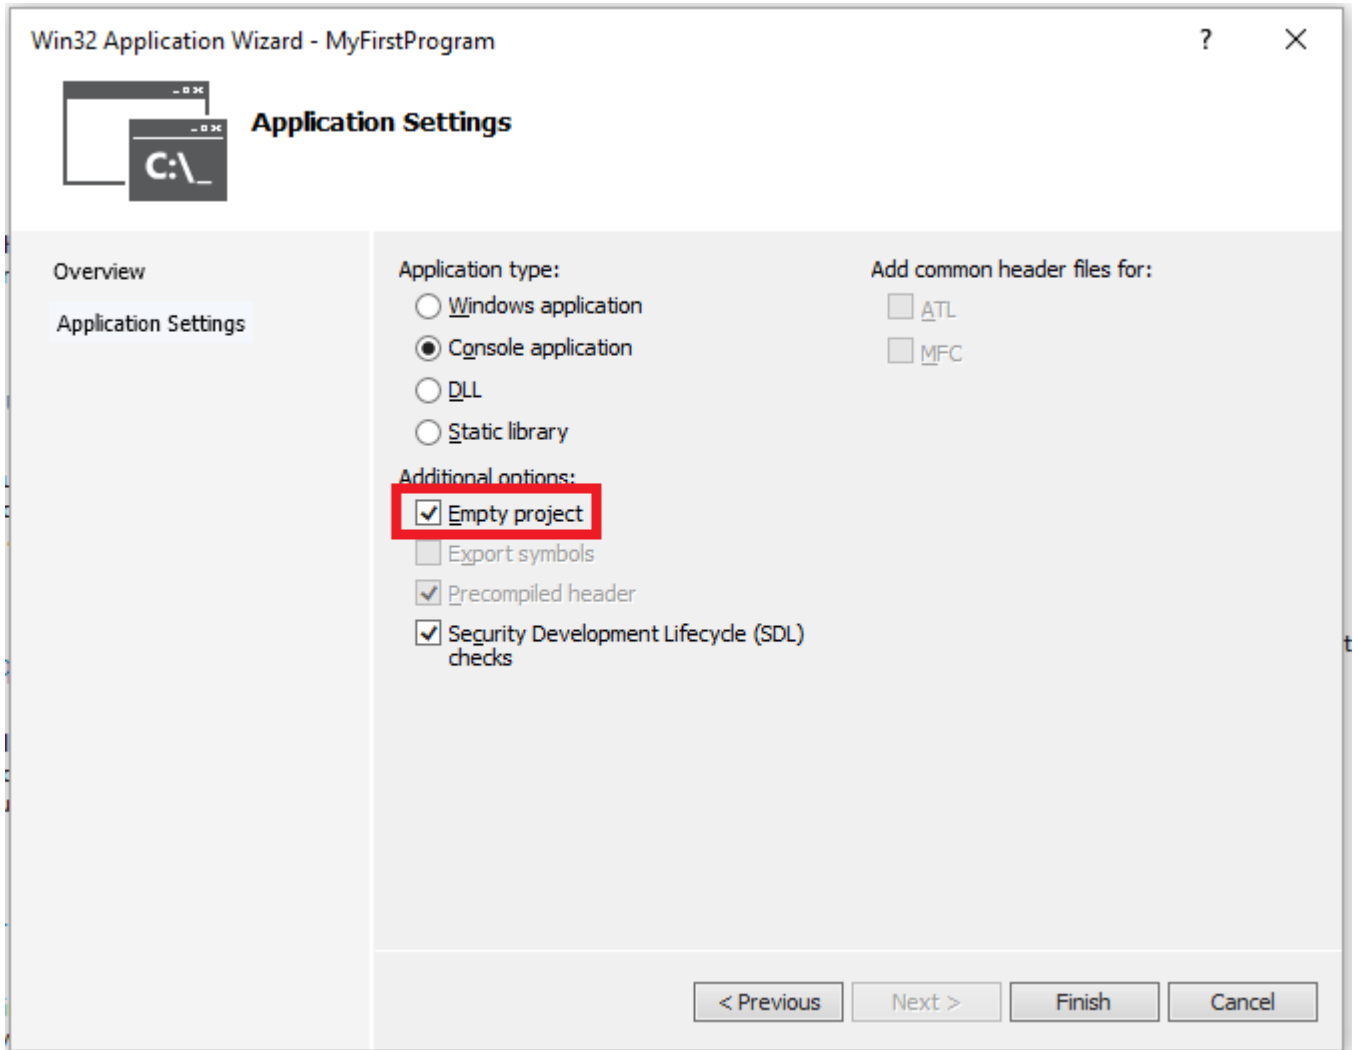 Win32 Application Wizard - MyFirstProgram
?
C:\_
Application Settings
Overview
Application Settings
Application type:
Windows application
Console application
DLL
Static library
Additional options:
Empty project
Export symbols
Precompiled header
Security Development Lifecycle (SDL)
checks
Add common header files for:
ATL
MFC
< Previous
Next >
Finish
Cancel